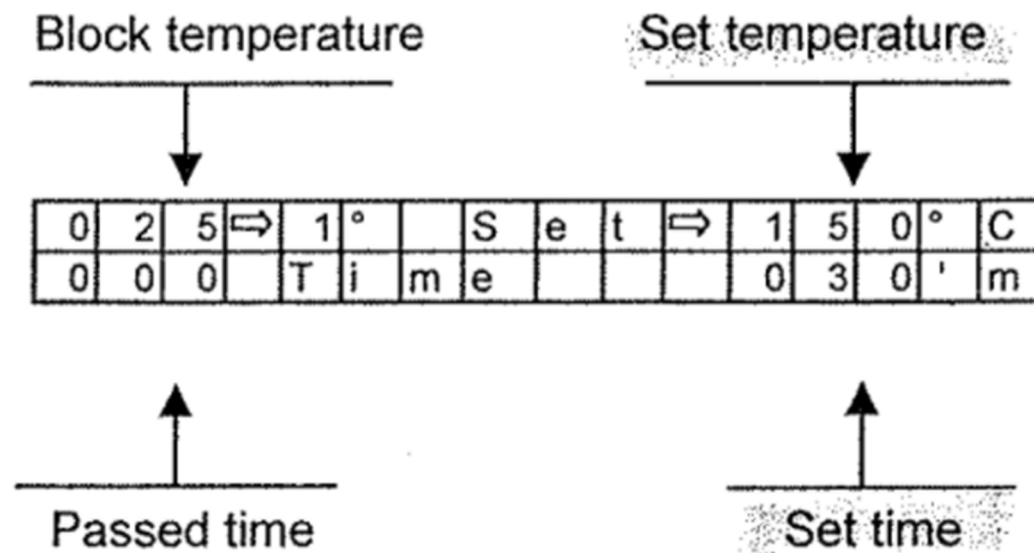 Block temperature Set temperature
025⇨1° Set⇨150°C
000 Time 030'm
Passed time Set time